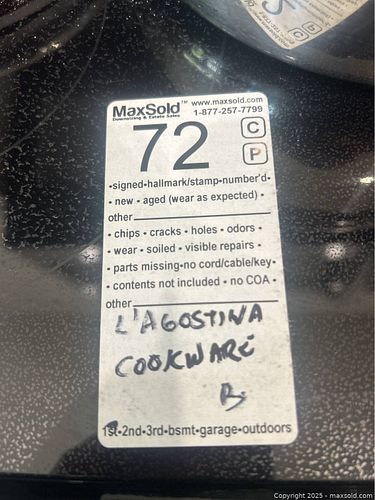 MaxSold™ www.maxsold.com
Downsizing & Estate Sales 1-877-257-7799
72 C
P
•signed•hallmark/stamp•number'd•
• new • aged (wear as expected) •
other
• chips • cracks • holes • odors •
• wear • soiled • visible repairs •
• parts missing-no cord/cable/key•
• contents not included • no COA •
other
L'AGOSTINA
COOKWARE
1st•2nd•3rd•bsmt•garage•outdoors
Copyright 2025 - maxsold.com